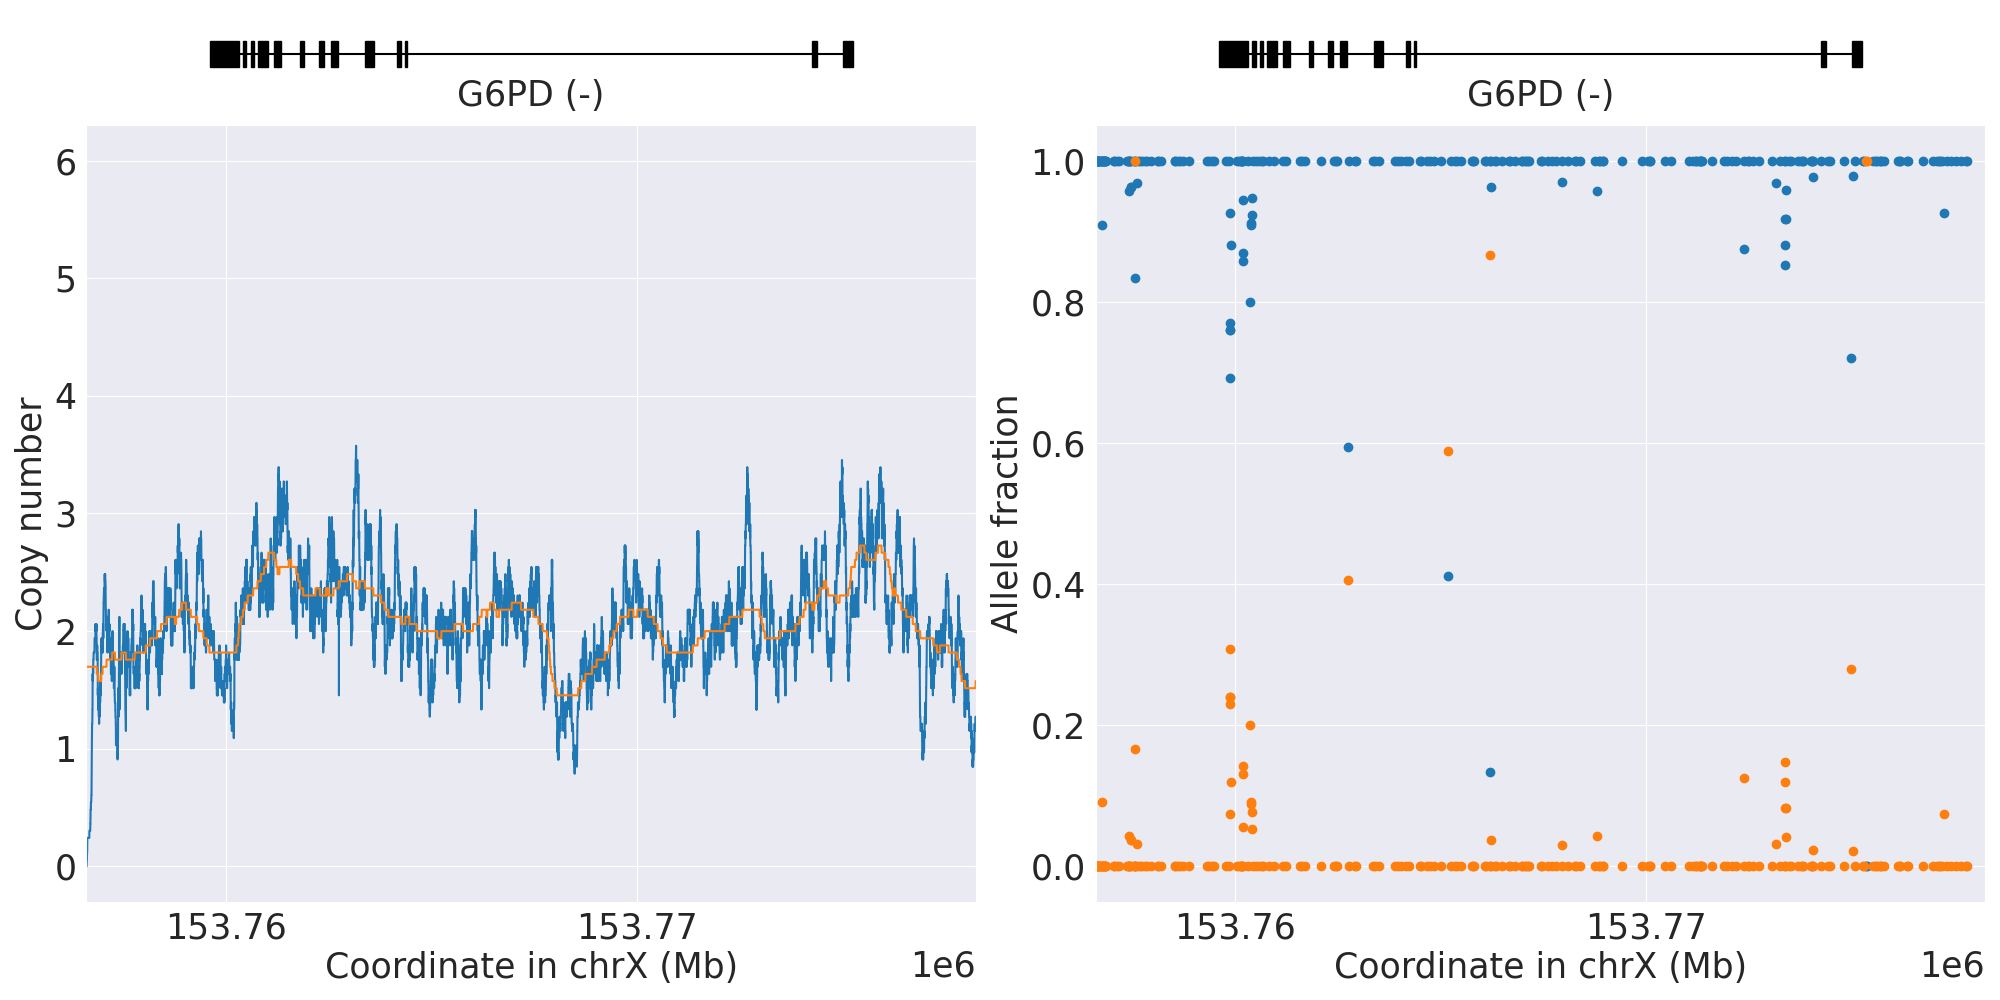 G6PD (-)
6
5
4
3
2
1
0
Copy number
153.76
153.77
Coordinate in chrX (Mb)
1e6
G6PD (-)
1.0
0.8
0.6
0.4
0.2
0.0
Allele fraction
153.76
153.77
Coordinate in chrX (Mb)
1e6